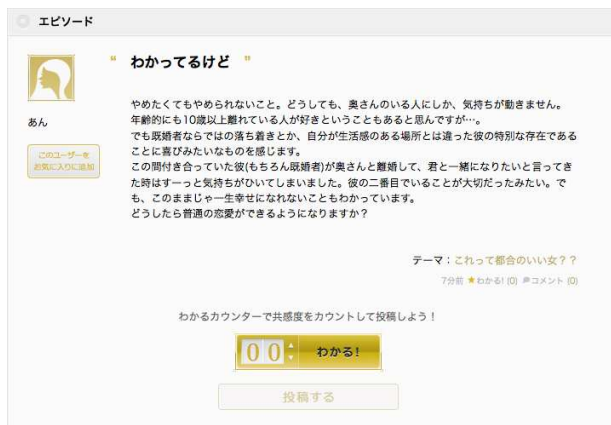 エピソード
“ わかってるけど ”
あん
このユーザーを
お気に入りに追加
やめたくてもやめられないこと。どうしても、奥さんのいる人にしか、気持ちが動きません。
年齢的にも10歳以上離れている人が好きということもあると思んですが…。
でも既婚者ならではの落ち着きとか、自分が生活感のある場所とは違った彼の特別な存在である
ことに喜びみたいなものを感じます。
この間付き合っていた彼(もちろん既婚者)が奥さんと離婚して、君と一緒になりたいと言ってき
た時はすーっと気持ちがひいてしまいました。彼の二番目でいることが大切だったみたい。で
も、このままじゃ一生幸せになれないこともわかっています。
どうしたら普通の恋愛ができるようになりますか？
テーマ：これって都合のいい女？？
7分前 ★わかる! (0) コメント (0)
わかるカウンターで共感度をカウントして投稿しよう！
00 わかる!
投稿する